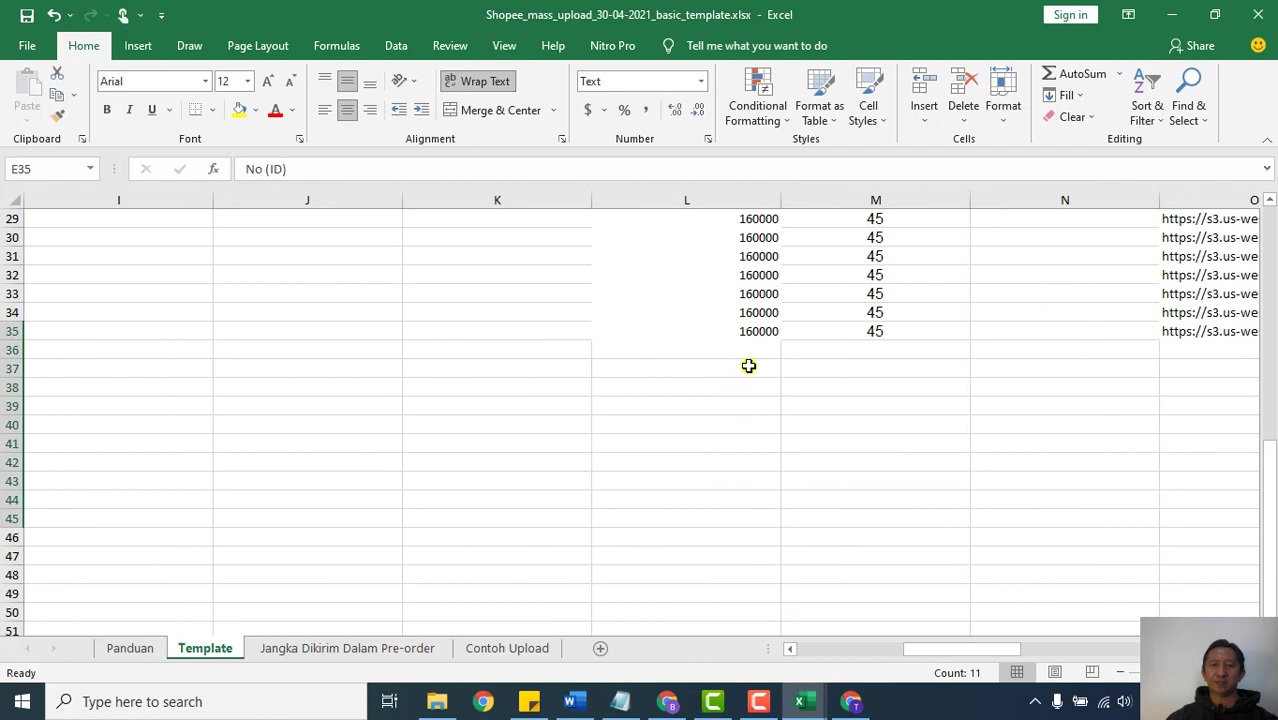 Shopee_mass_upload_30-04-2021_basic_template.xlsx - Excel
Sign in
File Home Insert Draw Page Layout Formulas Data Review View Help Nitro Pro Tell me what you want to do Share
Paste
Arial 12
B I U
A A A
Wrap Text
Merge & Center
Text
$ % ,
Conditional Formatting
Format as Table
Cell Styles
Insert
Delete
Format
AutoSum
Fill
Clear
Sort & Filter
Find & Select
Clipboard Font Alignment Number Styles Cells Editing
E35 fx No (ID)
I J K L M N O
29 160000 45 https://s3.us-we
30 160000 45 https://s3.us-we
31 160000 45 https://s3.us-we
32 160000 45 https://s3.us-we
33 160000 45 https://s3.us-we
34 160000 45 https://s3.us-we
35 160000 45 https://s3.us-we
36
37
38
39
40
41
42
43
44
45
46
47
48
49
50
51
Panduan Template Jangka Dikirim Dalam Pre-order Contoh Upload
Ready Count: 11
Type here to search